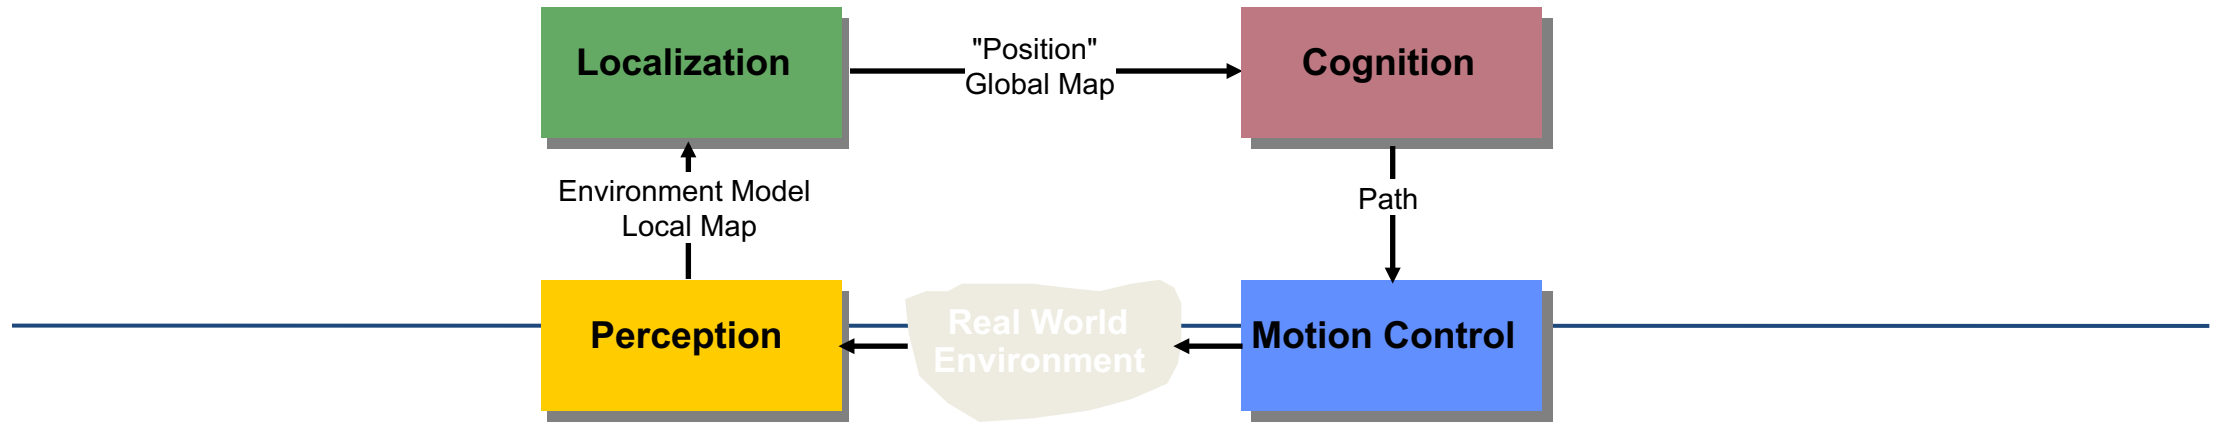 Localization
"Position"
Global Map
Cognition
Environment Model
Local Map
Path
Perception
Real World
Environment
Motion Control